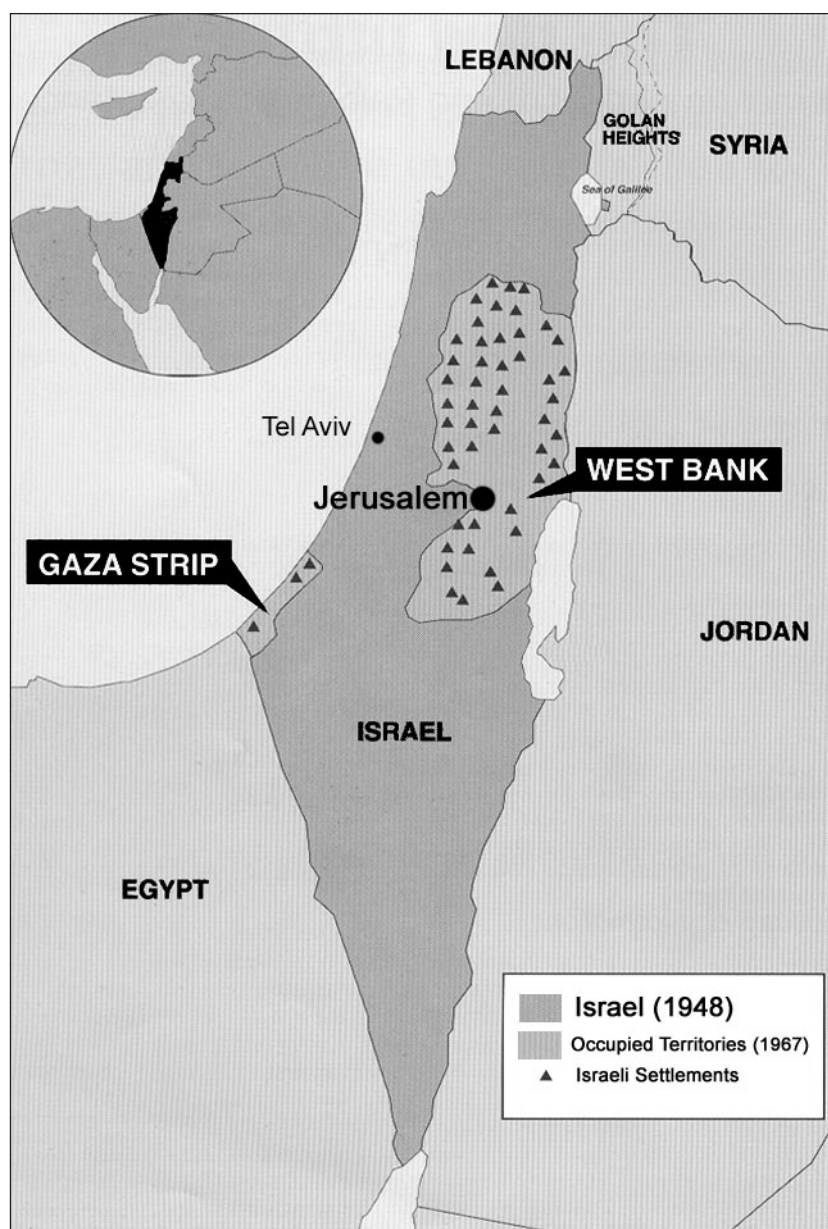 LEBANON
GOLAN
HEIGHTS
SYRIA
Sea of Galilee
Tel Aviv
WEST BANK
Jerusalem
GAZA STRIP
JORDAN
ISRAEL
EGYPT
Israel (1948)
Occupied Territories (1967)
Israeli Settlements